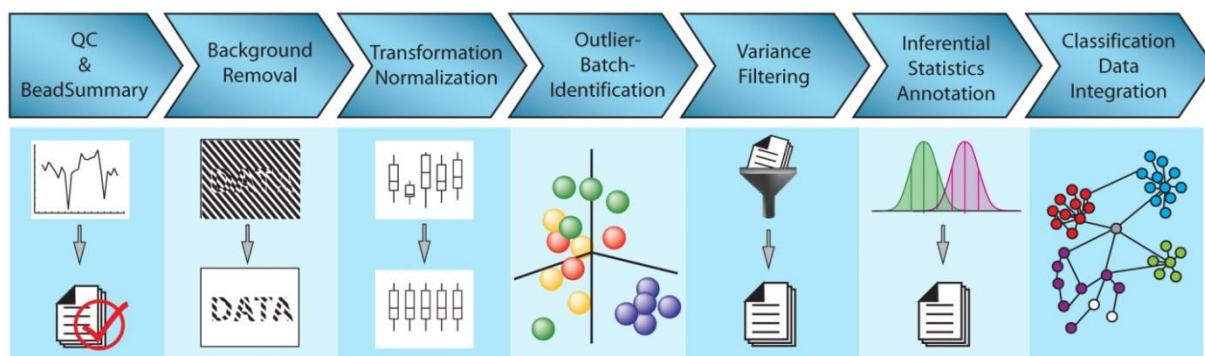 QC
&
BeadSummary
Background
Removal
Transformation
Normalization
Outlier-
Batch-
Identification
Variance
Filtering
Inferential
Statistics
Annotation
Classification
Data
Integration
DATA